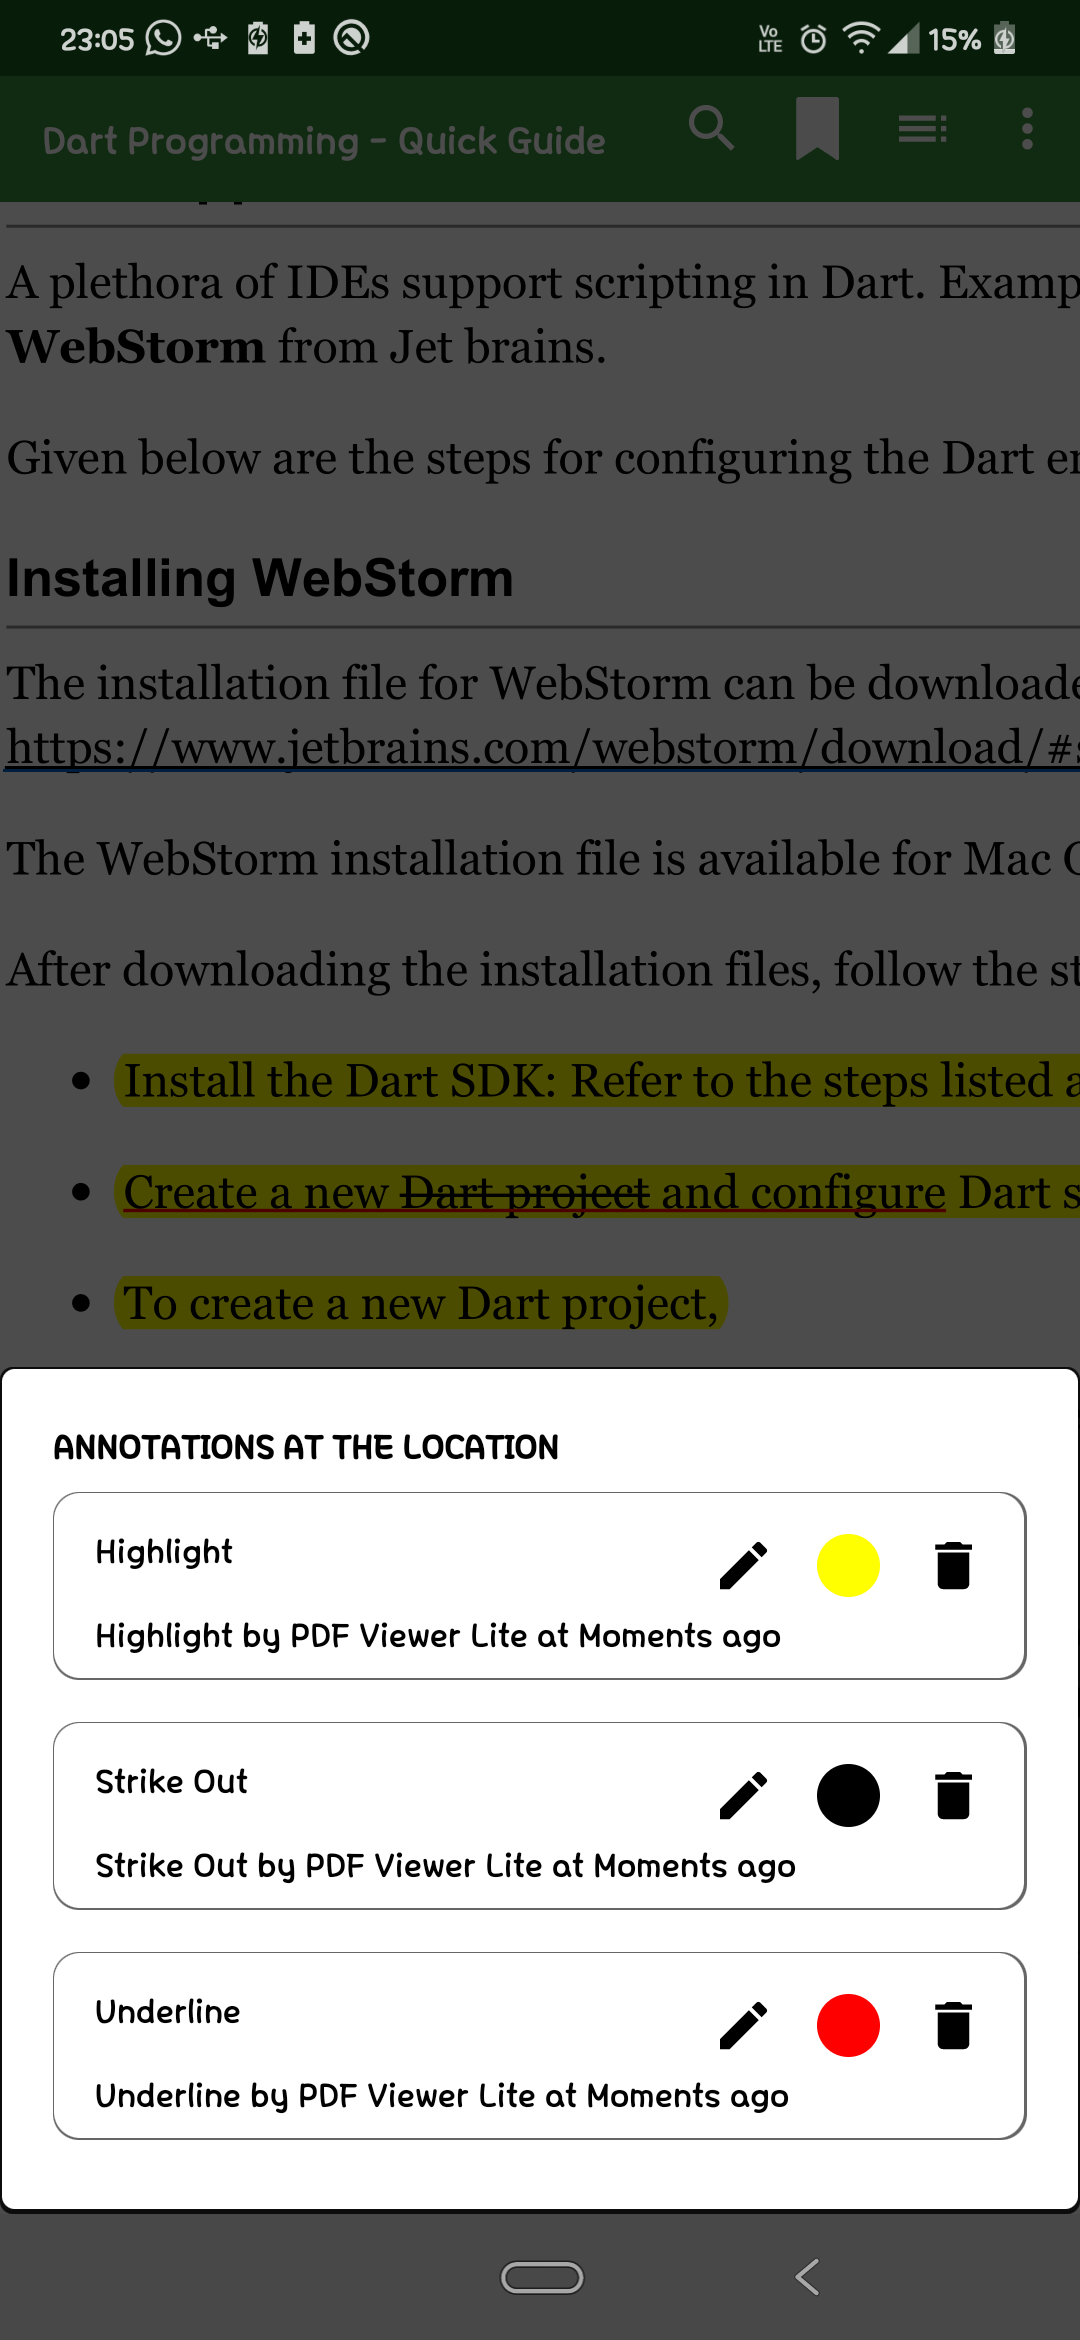 23:05
Vo LTE
15%
Dart Programming - Quick Guide
A plethora of IDEs support scripting in Dart. Examp
WebStorm from Jet brains.
Given below are the steps for configuring the Dart en
Installing WebStorm
The installation file for WebStorm can be downloade
https://www.jetbrains.com/webstorm/download/#s
The WebStorm installation file is available for Mac O
After downloading the installation files, follow the st
• Install the Dart SDK: Refer to the steps listed a
• Create a new Dart project and configure Dart s
• To create a new Dart project,
ANNOTATIONS AT THE LOCATION
Highlight
Highlight by PDF Viewer Lite at Moments ago
Strike Out
Strike Out by PDF Viewer Lite at Moments ago
Underline
Underline by PDF Viewer Lite at Moments ago